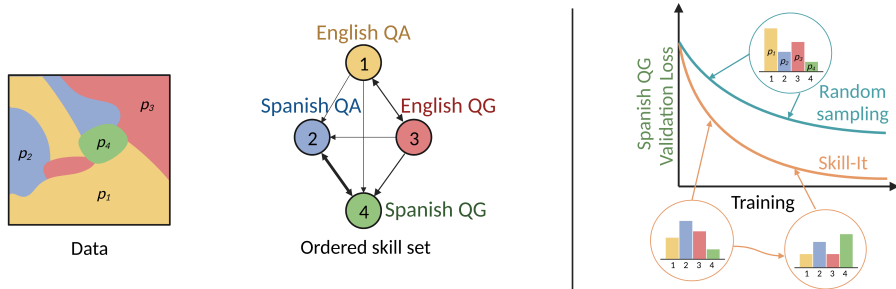 p₃
p₂
p₄
p₁
Data
English QA
1
Spanish QA
English QG
2
3
4
Spanish QG
Ordered skill set
Spanish QG
Validation Loss
p₁
p₂
p₃
p₄
1 2 3 4
Random
sampling
Skill-It
Training
1 2 3 4
1 2 3 4